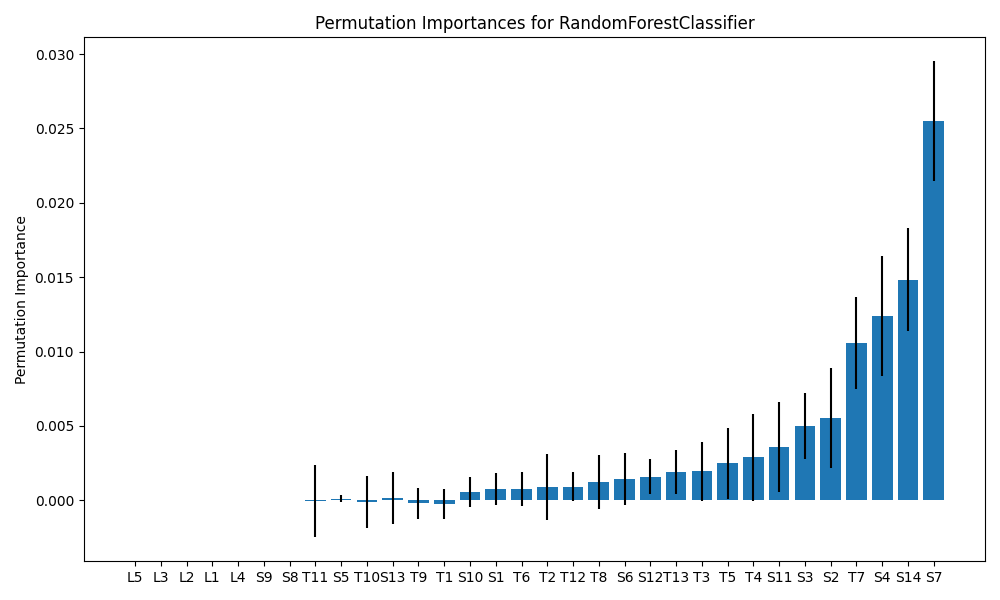 Permutation Importances for RandomForestClassifier
Permutation Importance
0.030
0.025
0.020
0.015
0.010
0.005
0.000
L5 L3 L2 L1 L4 S9 S8 T11 S5 T10 S13 T9 T1 S10 S1 T6 T2 T12 T8 S6 S12 T13 T3 T5 T4 S11 S3 S2 T7 S4 S14 S7